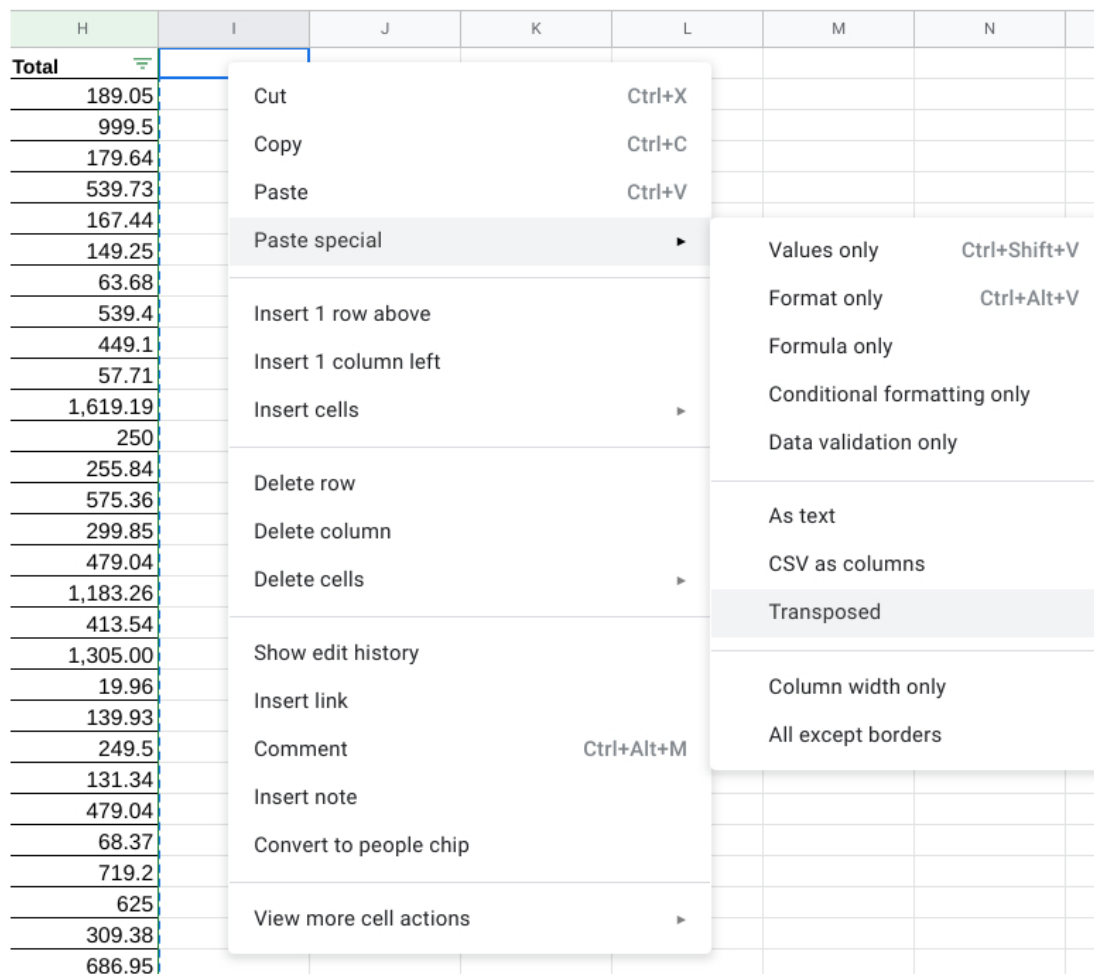 H I J K L M N
Total
189.05
999.5
179.64
539.73
167.44
149.25
63.68
539.4
449.1
57.71
1,619.19
250
255.84
575.36
299.85
479.04
1,183.26
413.54
1,305.00
19.96
139.93
249.5
131.34
479.04
68.37
719.2
625
309.38
686.95
Cut Ctrl+X
Copy Ctrl+C
Paste Ctrl+V
Paste special ►
Insert 1 row above
Insert 1 column left
Insert cells ►
Delete row
Delete column
Delete cells ►
Show edit history
Insert link
Comment Ctrl+Alt+M
Insert note
Convert to people chip
View more cell actions ►
Values only Ctrl+Shift+V
Format only Ctrl+Alt+V
Formula only
Conditional formatting only
Data validation only
As text
CSV as columns
Transposed
Column width only
All except borders